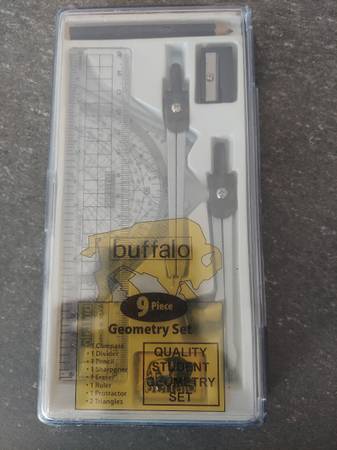 buffalo
9 Piece
Geometry Set
• 1 Compass
• 1 Divider
• 1 Pencil
• 1 Sharpener
• 1 Eraser
• 1 Ruler
• 1 Protractor
• 2 Triangles
QUALITY
STUDENT
GEOMETRY
SET